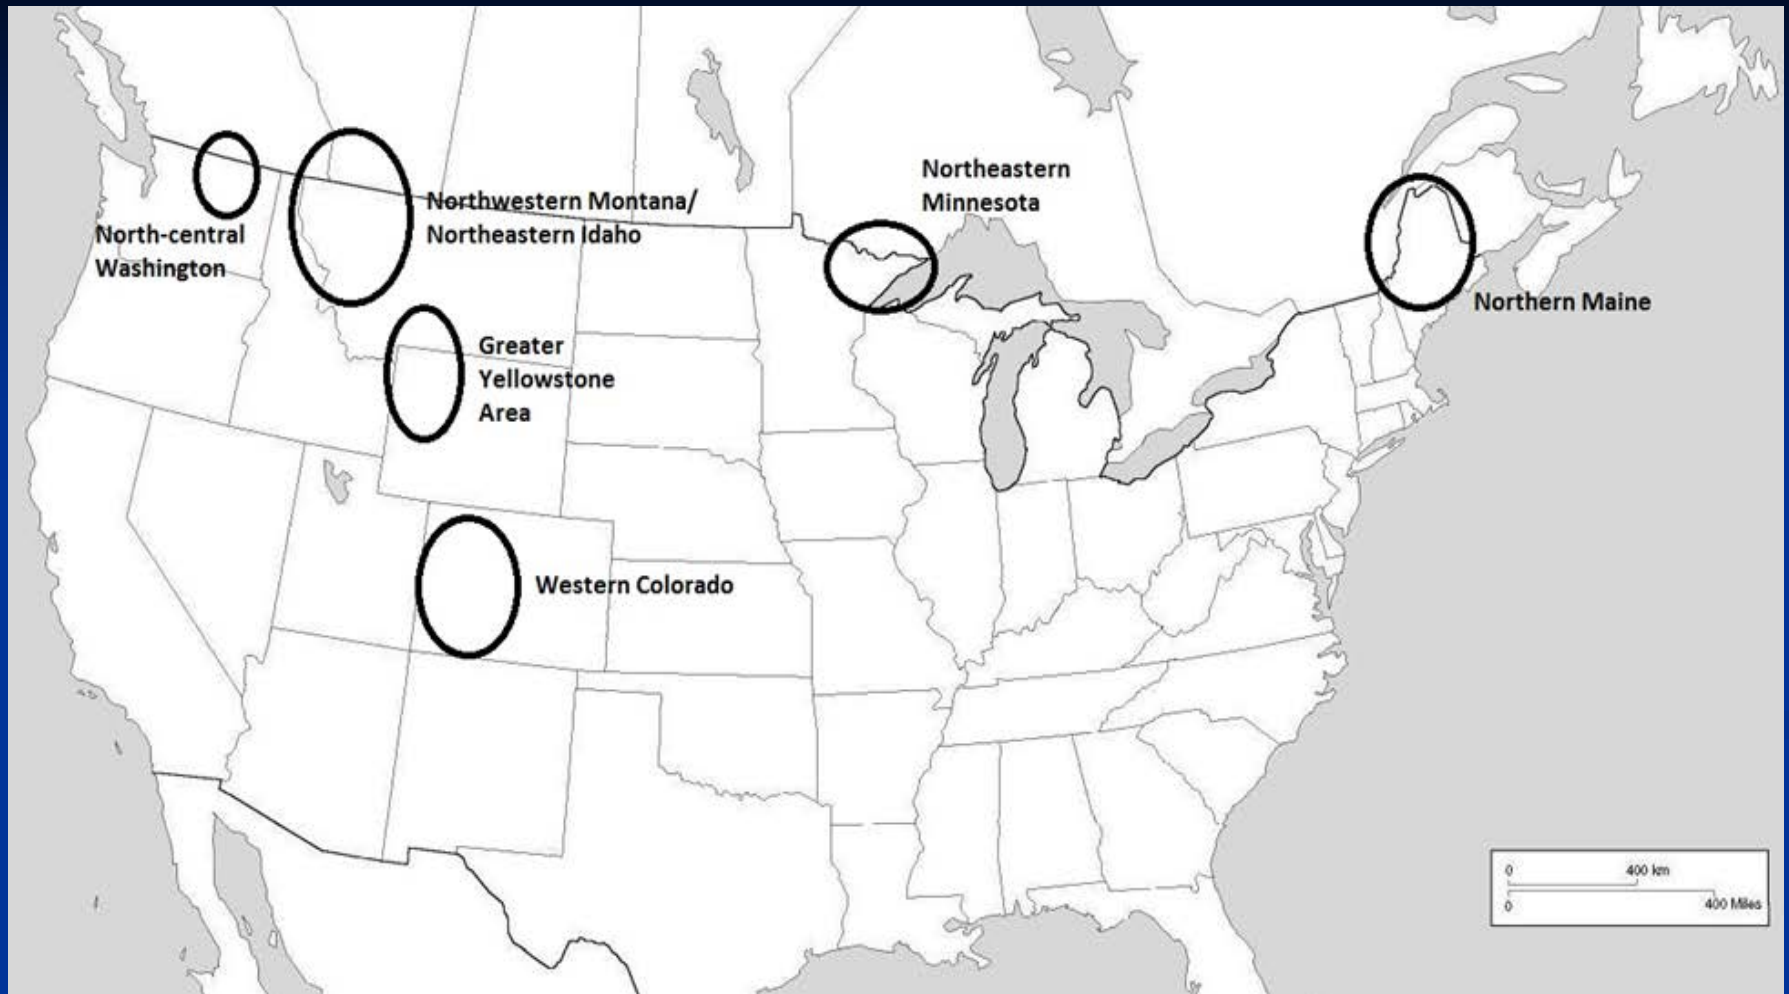 North-central
Washington
Northwestern Montana/
Northeastern Idaho
Greater
Yellowstone
Area
Western Colorado
Northeastern
Minnesota
Northern Maine
0 400 km
0 400 Miles